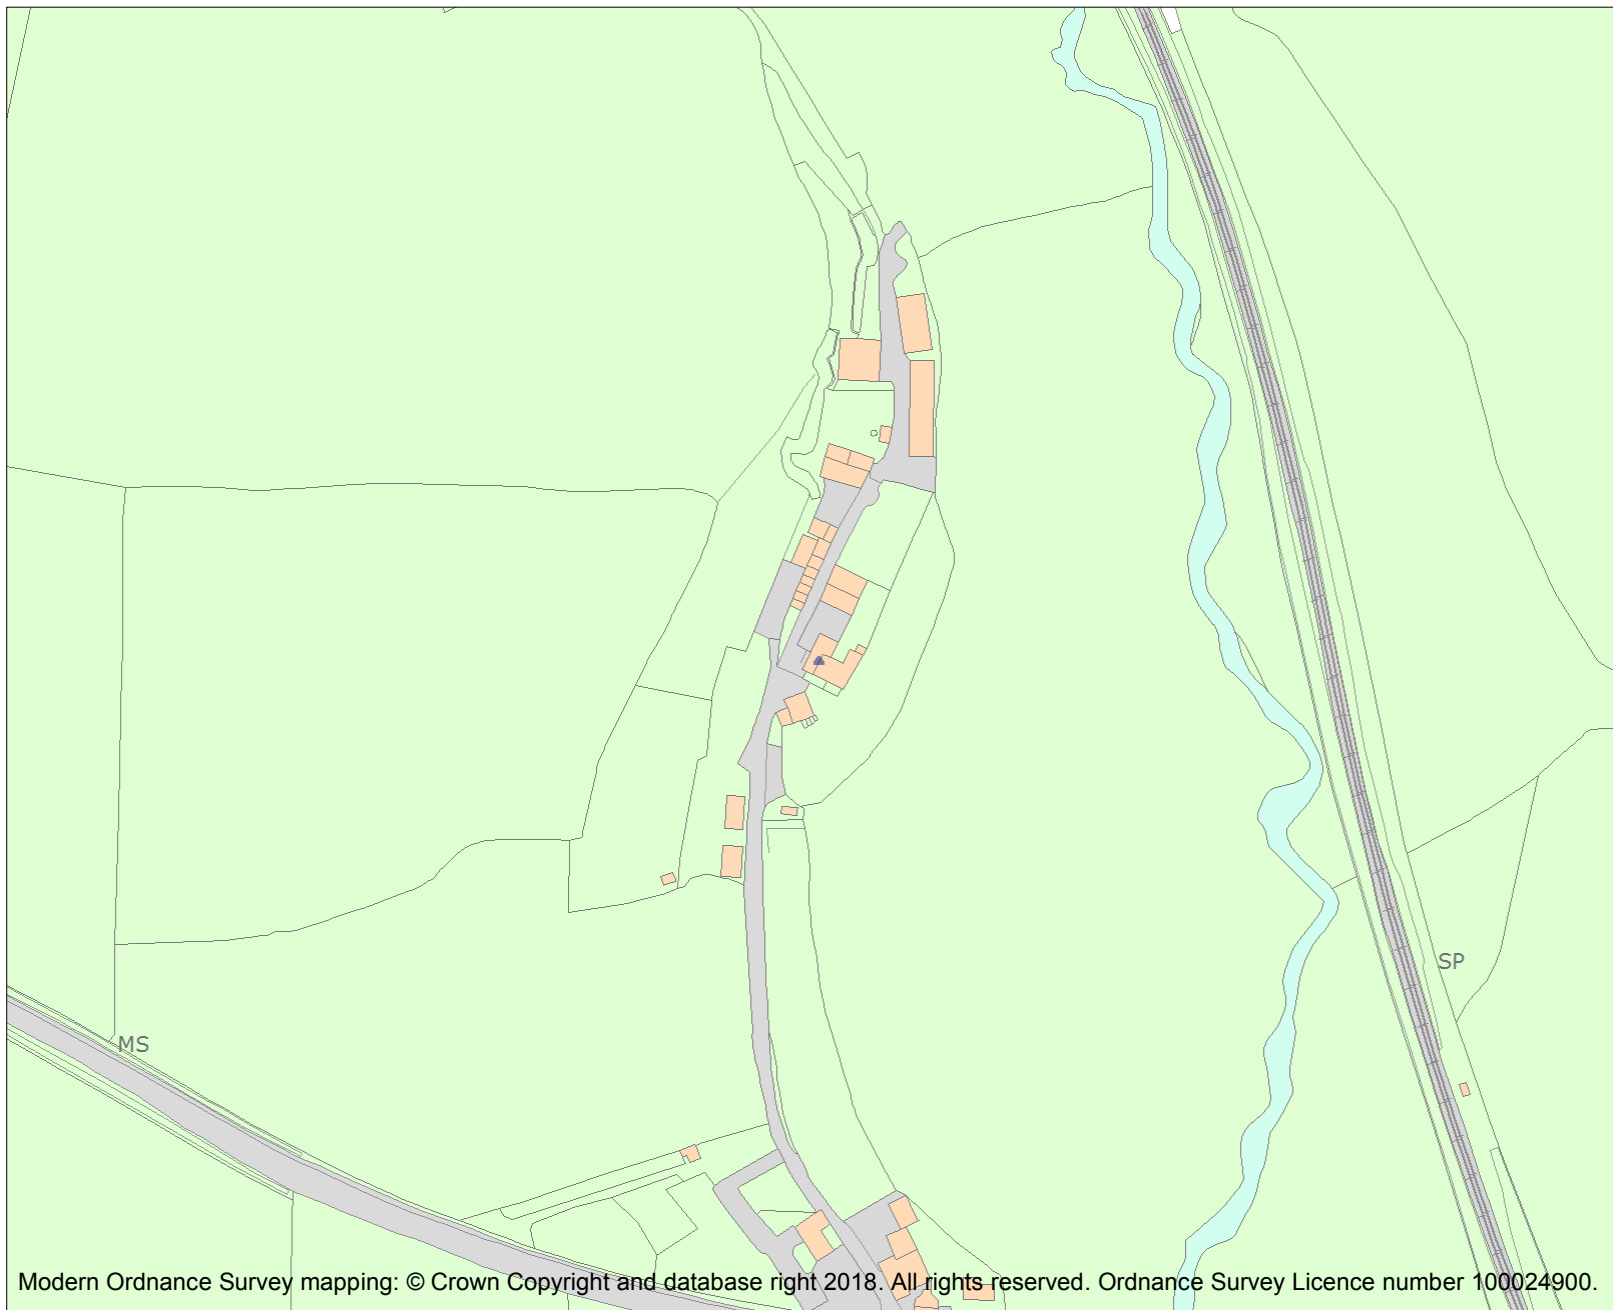 SP
MS
Modern Ordnance Survey mapping: © Crown Copyright and database right 2018. All rights reserved. Ordnance Survey Licence number 100024900.